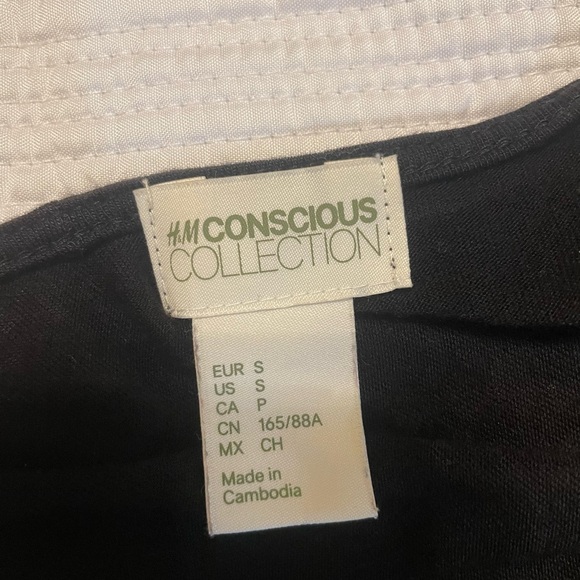 H&M CONSCIOUS
COLLECTION
EUR S
US S
CA P
CN 165/88A
MX CH
Made in
Cambodia